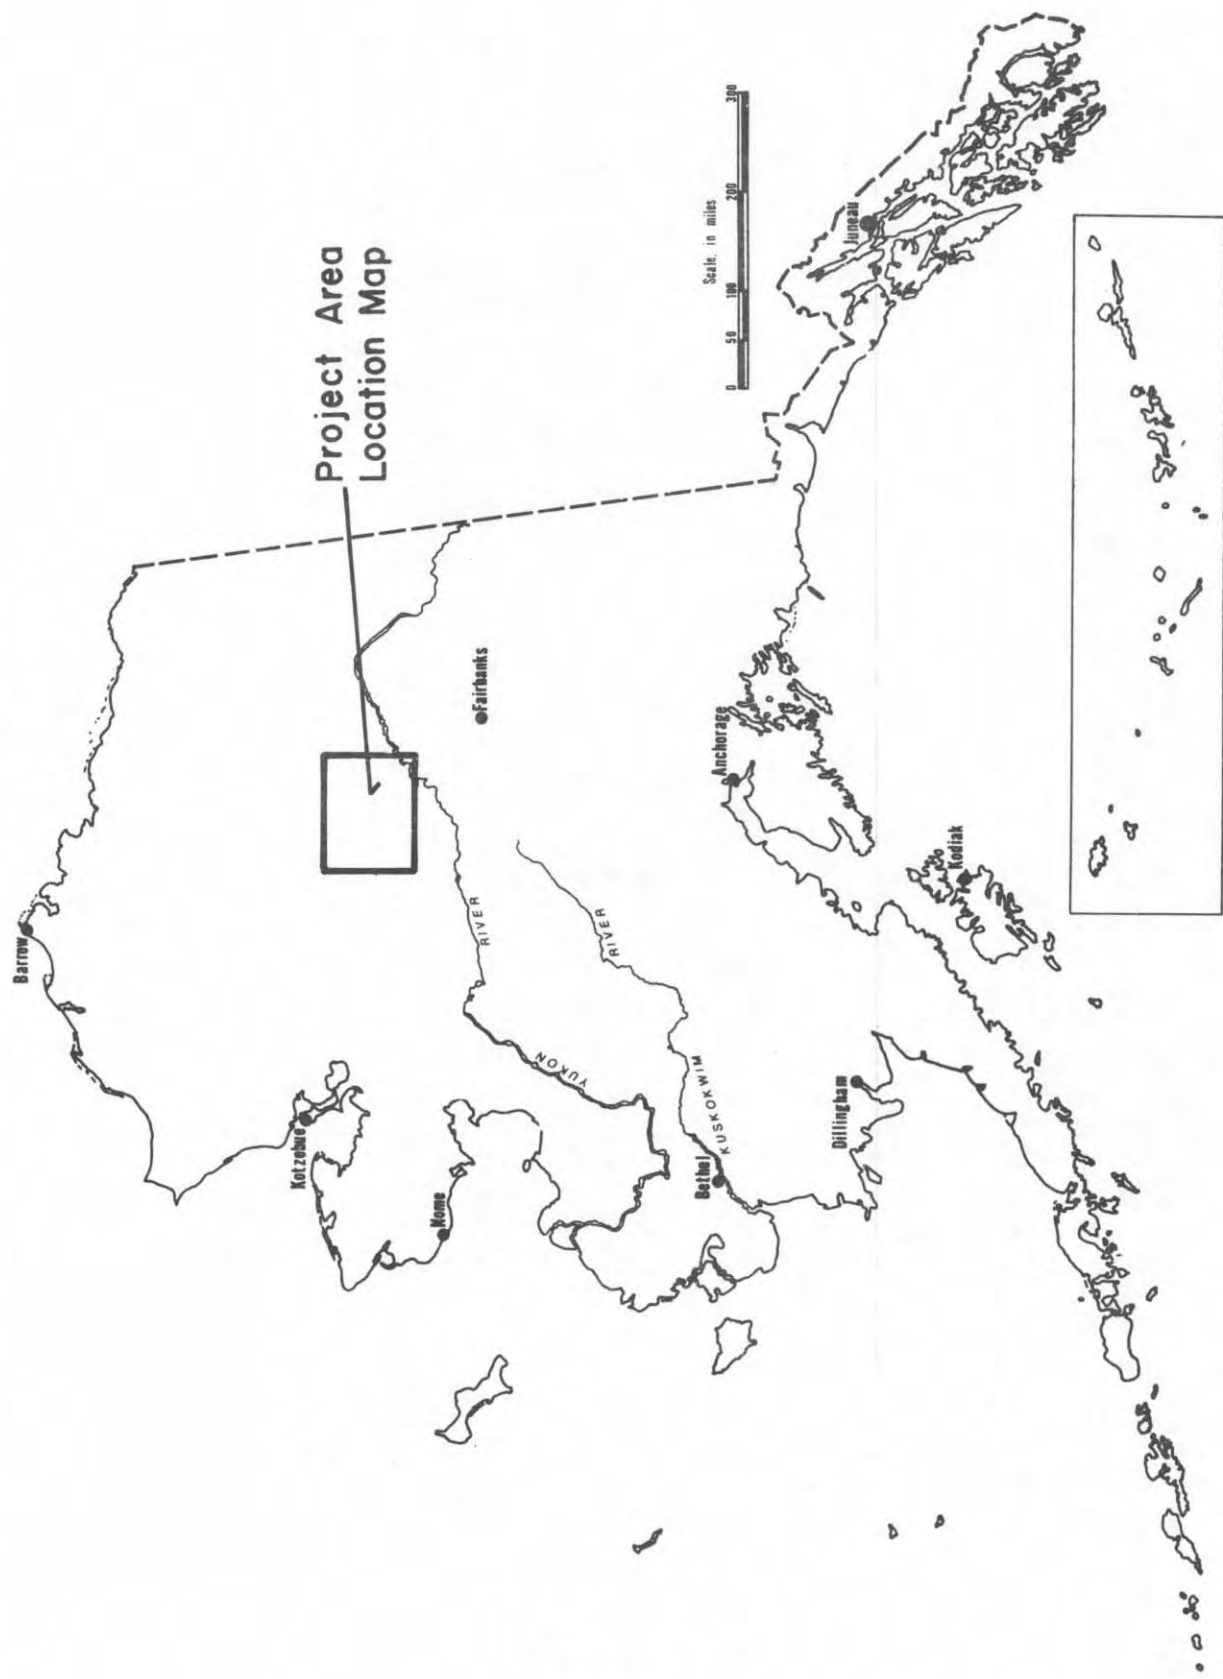 Project Area
Location Map
Scale, in miles
0 50 100 200 300
Barrow
Kotzebue
Nome
Fairbanks
YUKON
RIVER
KUSKOKWIM
RIVER
Bethel
Dillingham
Anchorage
Kodiak
Juneau